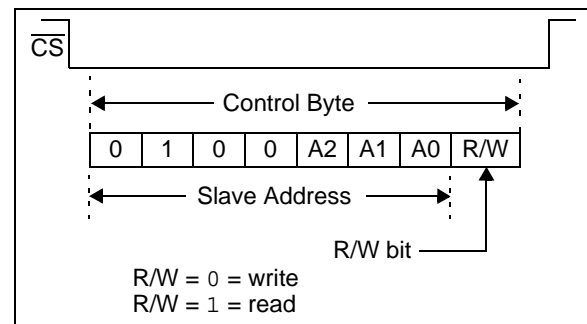 CS
Control Byte
0 1 0 0 A2 A1 A0 R/W
Slave Address
R/W bit
R/W = 0 = write
R/W = 1 = read